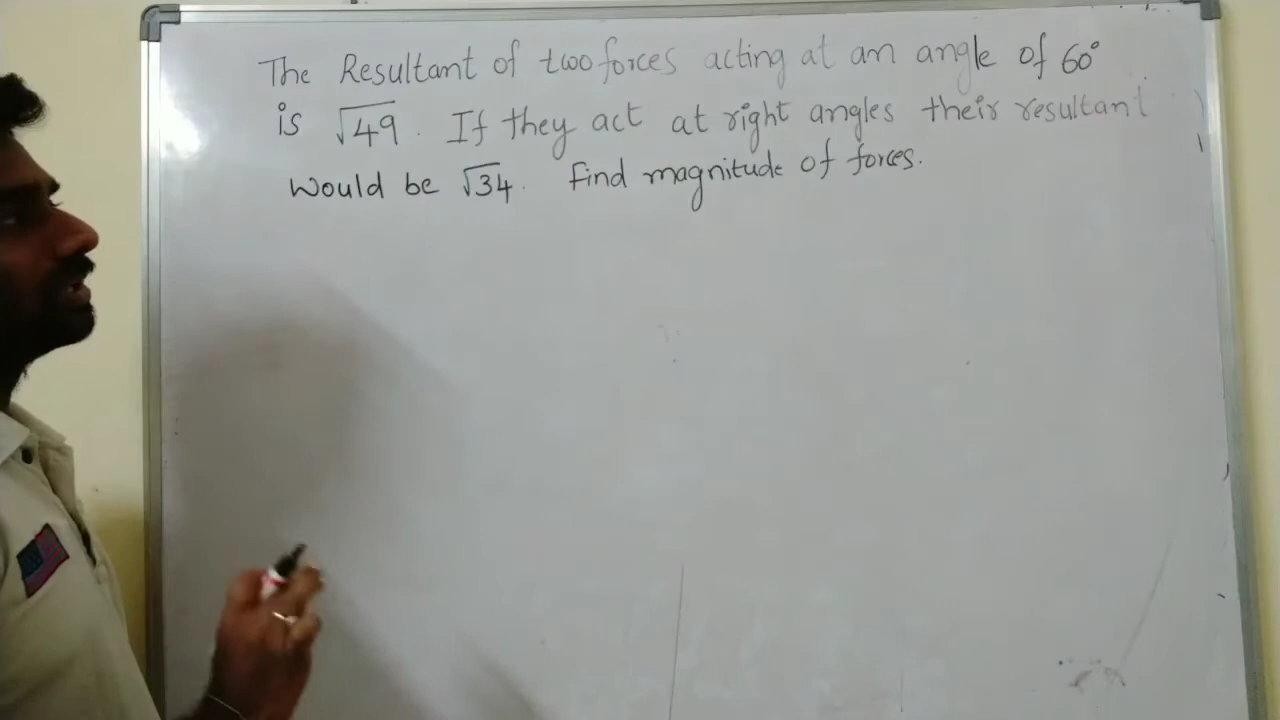 The Resultant of two forces acting at an angle of 60°
is √49. If they act at right angles their resultant
would be √34. Find magnitude of forces.